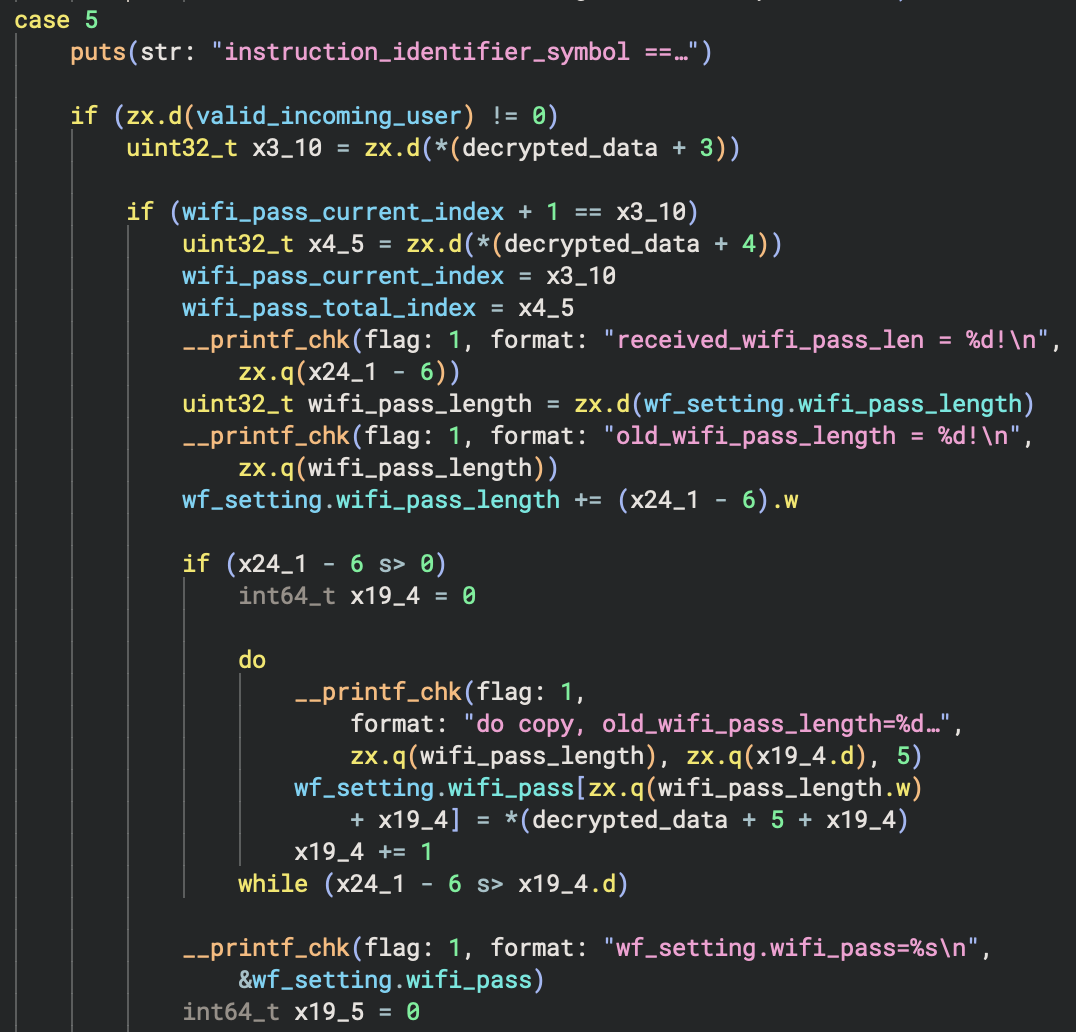 case 5
puts(str: "instruction_identifier_symbol ==…")
if (zx.d(valid_incoming_user) != 0)
uint32_t x3_10 = zx.d(*(decrypted_data + 3))
if (wifi_pass_current_index + 1 == x3_10)
uint32_t x4_5 = zx.d(*(decrypted_data + 4))
wifi_pass_current_index = x3_10
wifi_pass_total_index = x4_5
__printf_chk(flag: 1, format: "received_wifi_pass_len = %d!\n",
zx.q(x24_1 - 6))
uint32_t wifi_pass_length = zx.d(wf_setting.wifi_pass_length)
__printf_chk(flag: 1, format: "old_wifi_pass_length = %d!\n",
zx.q(wifi_pass_length))
wf_setting.wifi_pass_length += (x24_1 - 6).w
if (x24_1 - 6 s> 0)
int64_t x19_4 = 0
do
__printf_chk(flag: 1,
format: "do copy, old_wifi_pass_length=%d…",
zx.q(wifi_pass_length), zx.q(x19_4.d), 5)
wf_setting.wifi_pass[zx.q(wifi_pass_length.w)
+ x19_4] = *(decrypted_data + 5 + x19_4)
x19_4 += 1
while (x24_1 - 6 s> x19_4.d)
__printf_chk(flag: 1, format: "wf_setting.wifi_pass=%s\n",
&wf_setting.wifi_pass)
int64_t x19_5 = 0